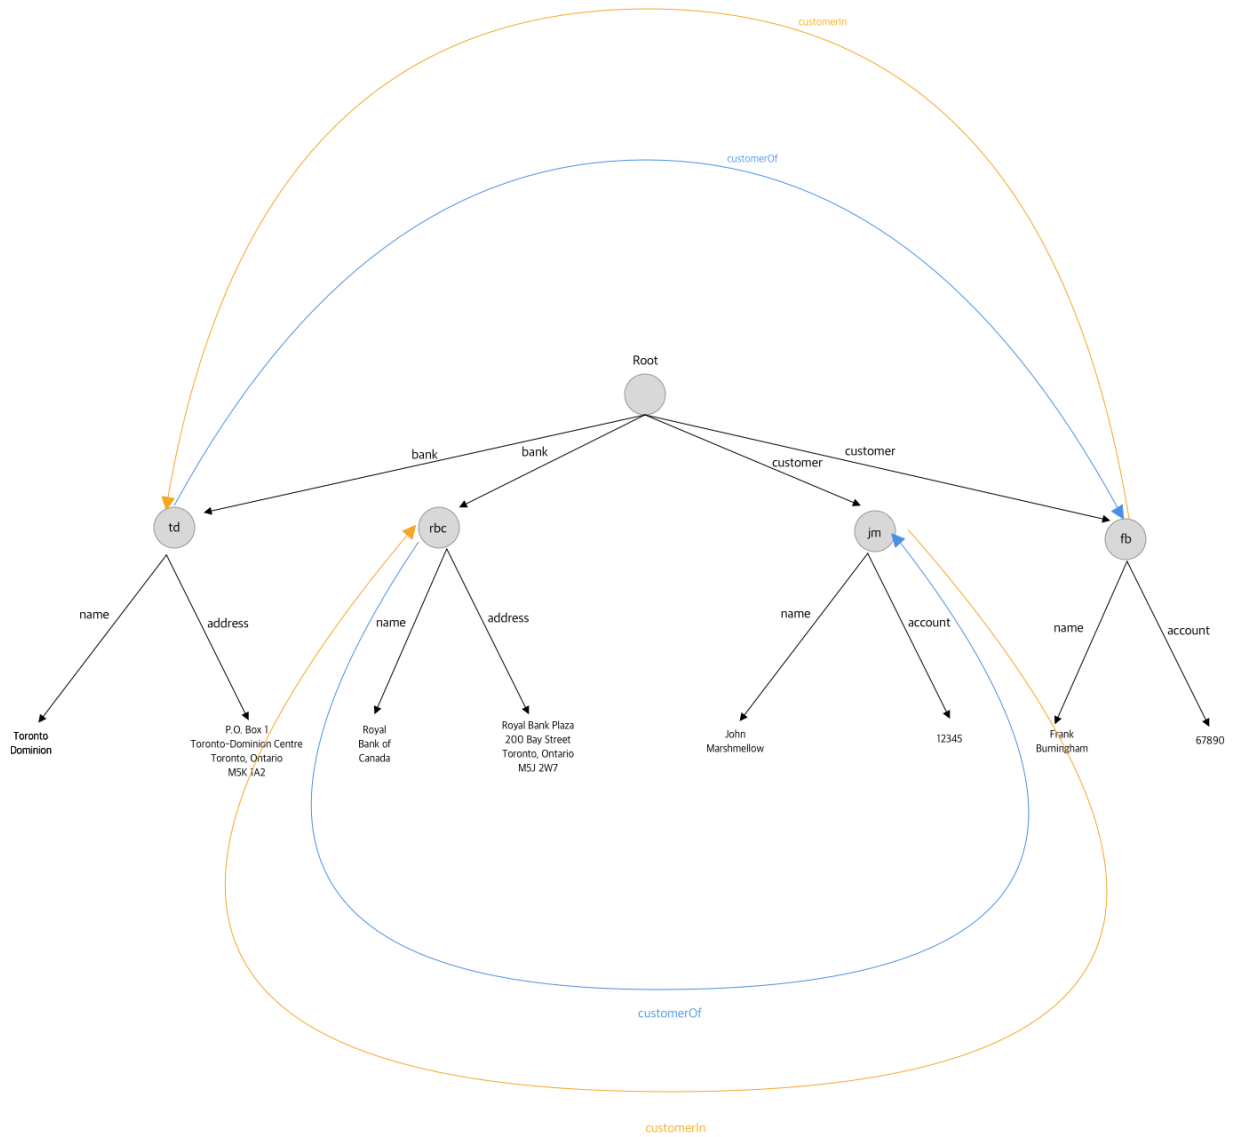 customerIn
customerOf
Root
bank
bank
customer
customer
td
rbc
jm
fb
name
address
name
address
name
account
name
account
Toronto
Dominion
P.O. Box 1
Toronto-Dominion Centre
Toronto, Ontario
M5K 1A2
Royal
Bank of
Canada
Royal Bank Plaza
200 Bay Street
Toronto, Ontario
M5J 2W7
John
Marshmellow
12345
Frank
Burningham
67890
customerOf
customerIn